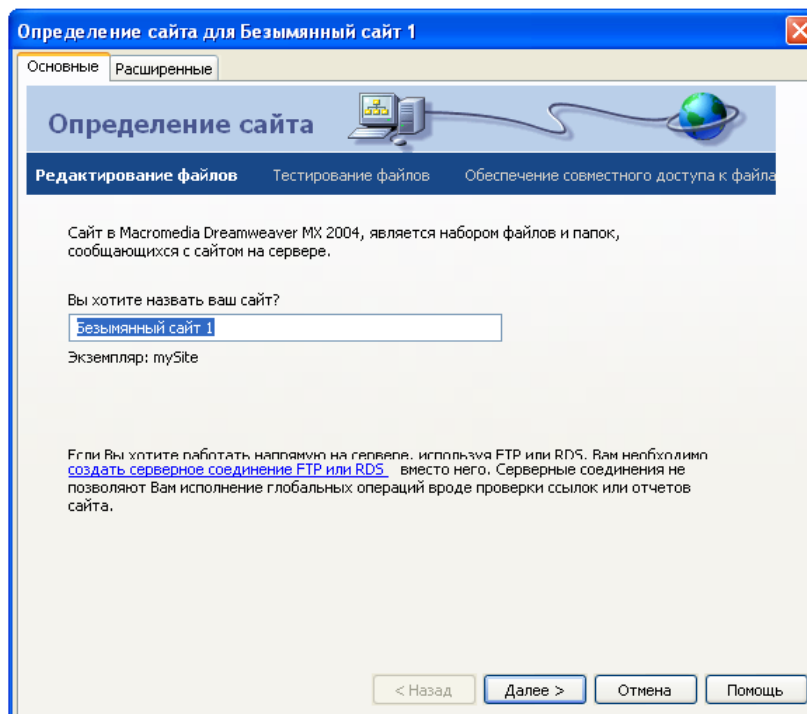 Определение сайта для Безымянный сайт 1
Основные Расширенные
Определение сайта
Редактирование файлов Тестирование файлов Обеспечение совместного доступа к файла
Сайт в Macromedia Dreamweaver MX 2004, является набором файлов и папок,
сообщающихся с сайтом на сервере.
Вы хотите назвать ваш сайт?
Безымянный сайт 1
Экземпляр: mySite
Если Вы хотите работать напрямую на сервере, используя FTP или RDS, Вам необходимо
создать серверное соединение FTP или RDS вместо него. Серверные соединения не
позволяют Вам исполнение глобальных операций вроде проверки ссылок или отчетов
сайта.
< Назад Далее > Отмена Помощь